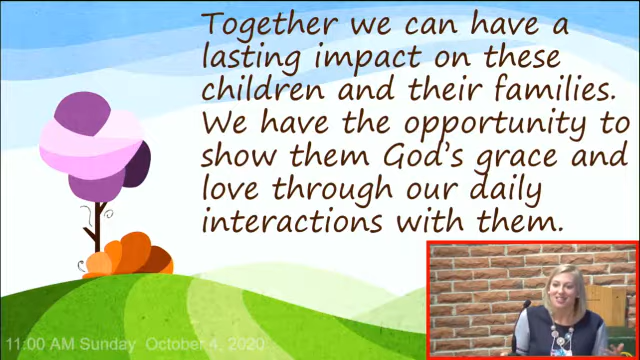 Together we can have a
lasting impact on these
children and their families.
We have the opportunity to
show them God's grace and
love through our daily
interactions with them.
11:00 AM Sunday October 4, 2020